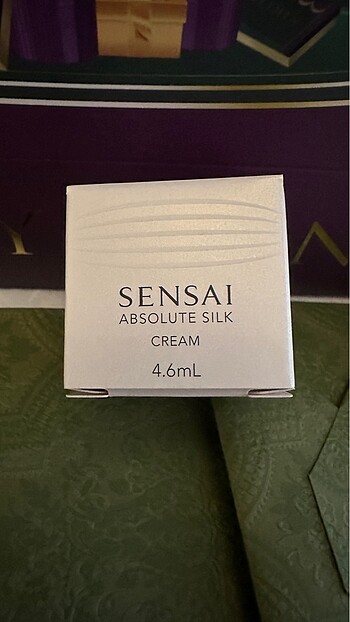 SENSAI
ABSOLUTE SILK
CREAM
4.6mL